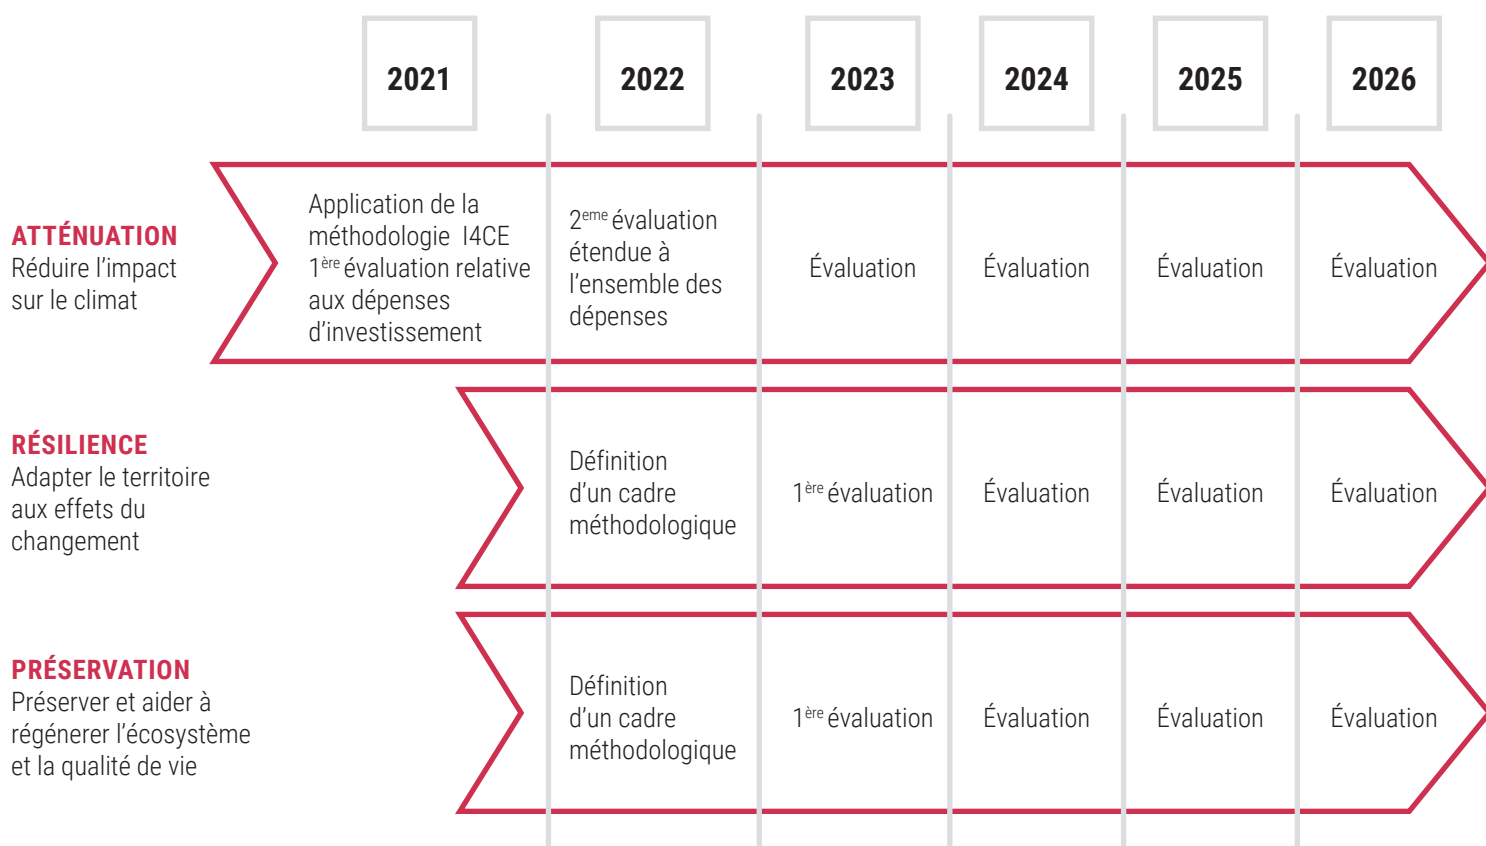 2021
2022
2023
2024
2025
2026
ATTÉNUATION
Réduire l'impact
sur le climat
Application de la
méthodologie I4CE
1ère évaluation relative
aux dépenses
d'investissement
2eme évaluation
étendue à
l'ensemble des
dépenses
Évaluation
Évaluation
Évaluation
Évaluation
RÉSILIENCE
Adapter le territoire
aux effets du
changement
Définition
d'un cadre
méthodologique
1ère évaluation
Évaluation
Évaluation
Évaluation
PRÉSERVATION
Préserver et aider à
régénerer l'écosystème
et la qualité de vie
Définition
d'un cadre
méthodologique
1ère évaluation
Évaluation
Évaluation
Évaluation